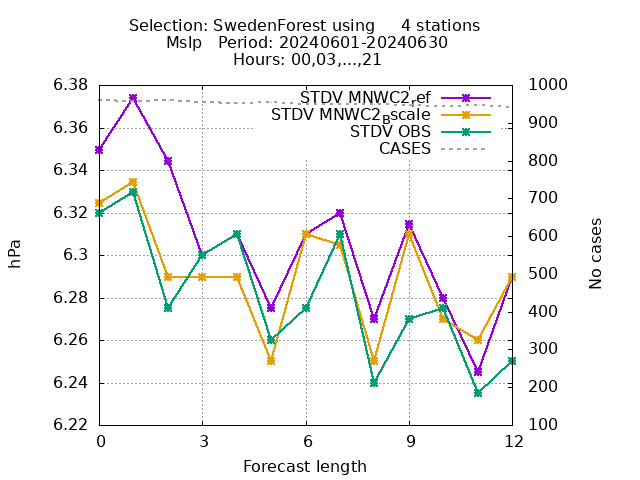 Selection: SwedenForest using     4 stations
Mslp   Period: 20240601-20240630
Hours: 00,03,...,21
6.38
6.36
6.34
6.32
6.3
6.28
6.26
6.24
6.22
1000
900
800
700
600
500
400
300
200
100
STDV MNWC2_ref
STDV MNWC2_Bscale
STDV OBS
CASES
hPa
No cases
0
3
6
9
12
Forecast length